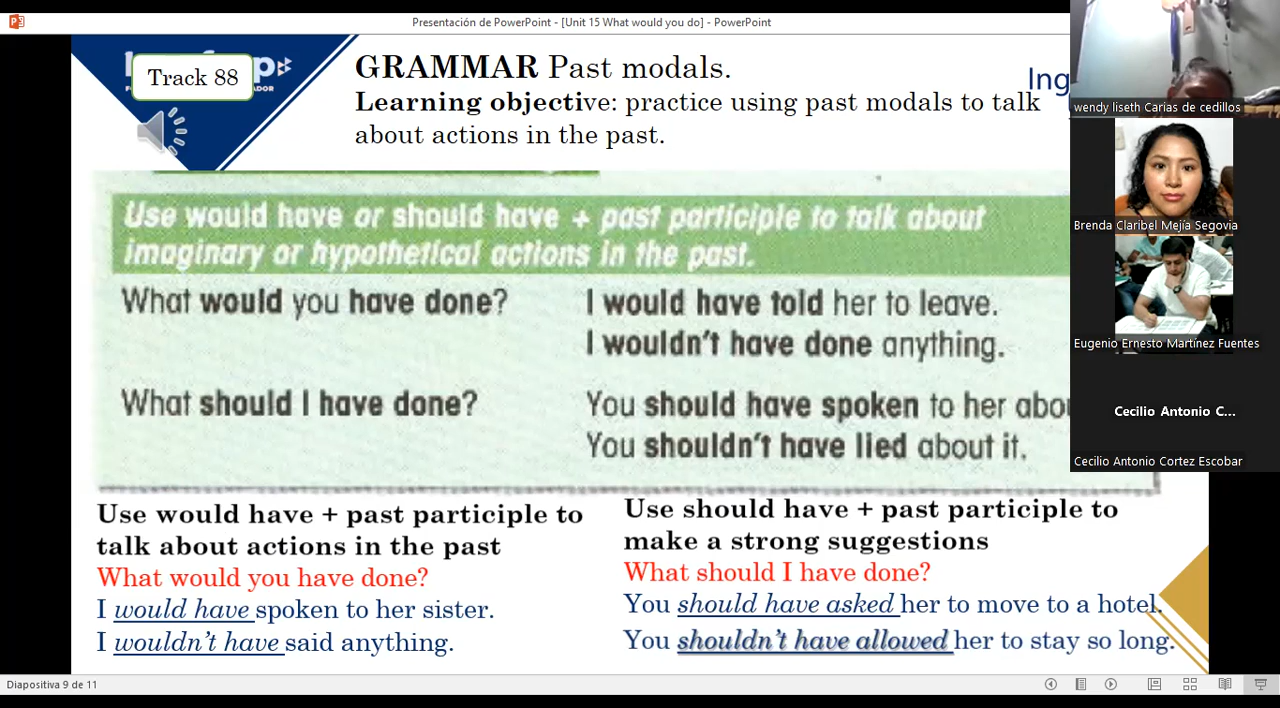 Presentación de PowerPoint - [Unit 15 What would you do] - PowerPoint
Track 88
GRAMMAR Past modals.
Learning objective: practice using past modals to talk
about actions in the past.
Ing
Use would have or should have + past participle to talk about
imaginary or hypothetical actions in the past.
What would you have done?
I would have told her to leave.
I wouldn't have done anything.
What should I have done?
You should have spoken to her abou
You shouldn't have lied about it.
Use would have + past participle to
talk about actions in the past
What would you have done?
I would have spoken to her sister.
I wouldn't have said anything.
Use should have + past participle to
make a strong suggestions
What should I have done?
You should have asked her to move to a hotel.
You shouldn't have allowed her to stay so long.
wendy liseth Carias de cedillos
Brenda Claribel Mejía Segovia
Eugenio Ernesto Martínez Fuentes
Cecilio Antonio C...
Cecilio Antonio Cortez Escobar
Diapositiva 9 de 11